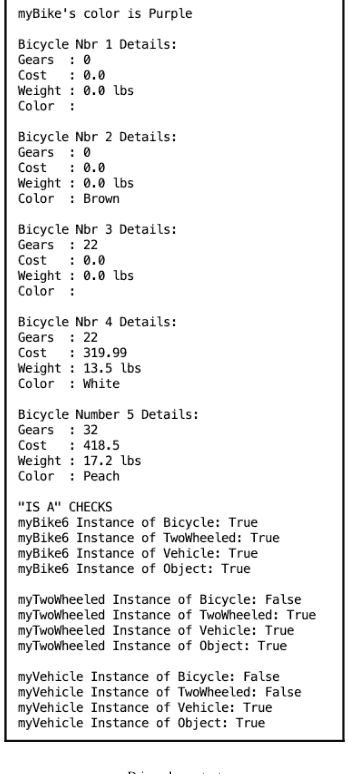 myBike's color is Purple
Bicycle Nbr 1 Details:
Gears  : 0
Cost   : 0.0
Weight : 0.0 lbs
Color  :
Bicycle Nbr 2 Details:
Gears  : 0
Cost   : 0.0
Weight : 0.0 lbs
Color  : Brown
Bicycle Nbr 3 Details:
Gears  : 22
Cost   : 0.0
Weight : 0.0 lbs
Color  :
Bicycle Nbr 4 Details:
Gears  : 22
Cost   : 319.99
Weight : 13.5 lbs
Color  : White
Bicycle Number 5 Details:
Gears  : 32
Cost   : 418.5
Weight : 17.2 lbs
Color  : Peach
"IS A" CHECKS
myBike6 Instance of Bicycle: True
myBike6 Instance of TwoWheeled: True
myBike6 Instance of Vehicle: True
myBike6 Instance of Object: True
myTwoWheeled Instance of Bicycle: False
myTwoWheeled Instance of TwoWheeled: True
myTwoWheeled Instance of Vehicle: True
myTwoWheeled Instance of Object: True
myVehicle Instance of Bicycle: False
myVehicle Instance of TwoWheeled: False
myVehicle Instance of Vehicle: True
myVehicle Instance of Object: True